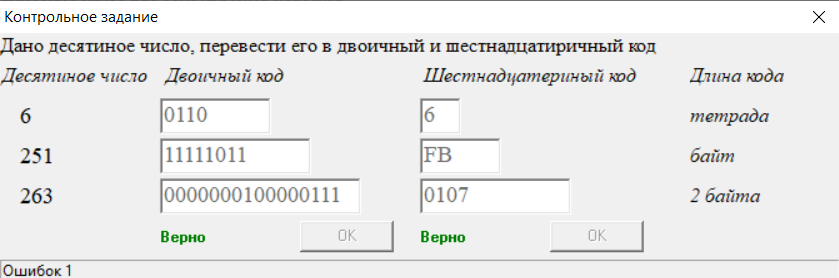 Контрольное задание
Дано десятиное число, перевести его в двоичный и шестнадцатиричный код
Десятиное число Двоичный код Шестнадцатериный код Длина кода
6 0110 6 тетрада
251 11111011 FB байт
263 0000000100000111 0107 2 байта
Верно OK Верно OK
Ошибок 1